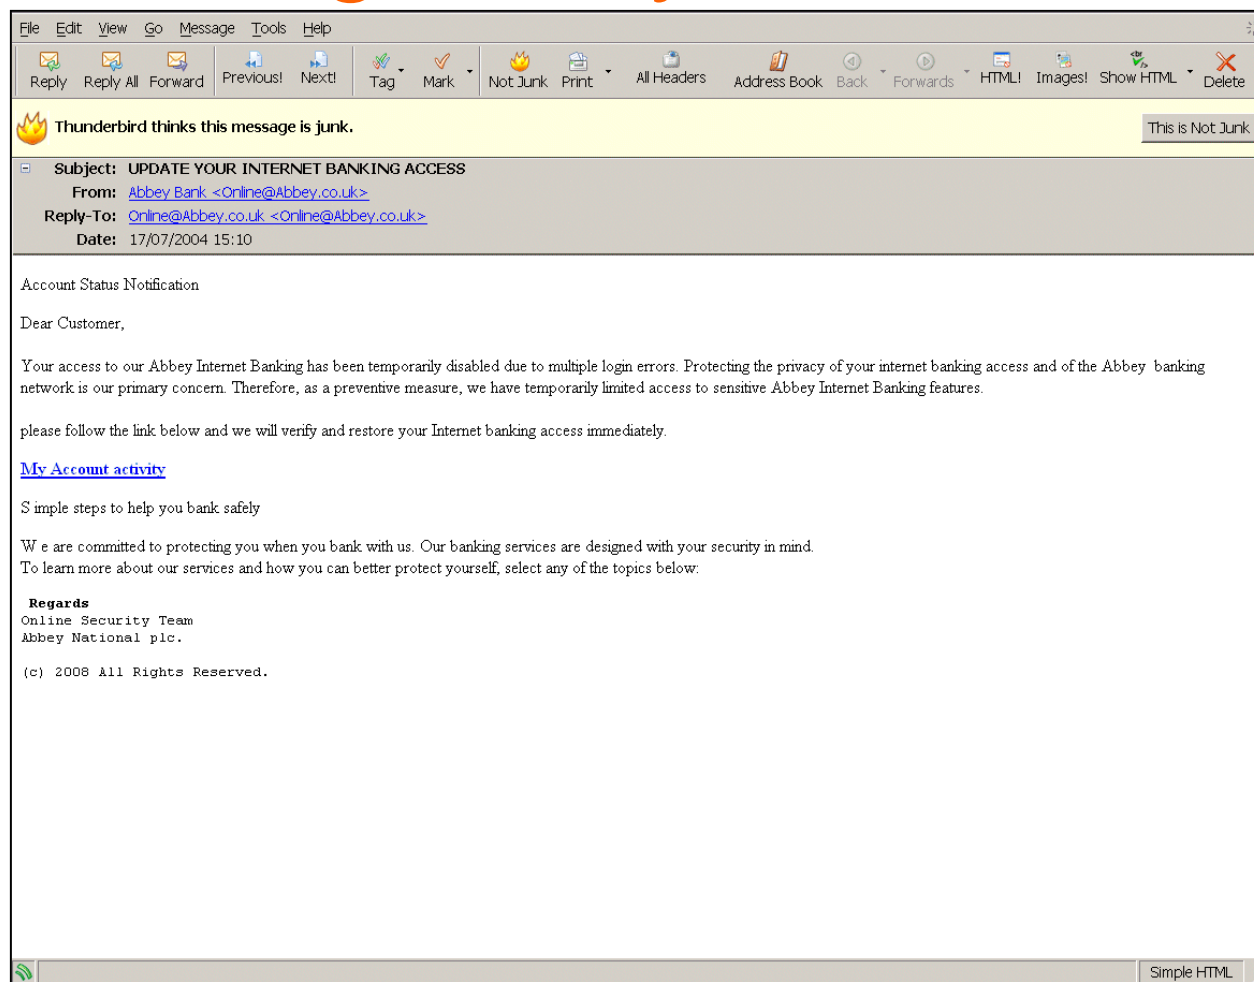 File Edit View Go Message Tools Help
Reply Reply All Forward Previous! Next! Tag Mark Not Junk Print All Headers Address Book Back Forwards HTML! Images! Show HTML Delete
Thunderbird thinks this message is junk. This is Not Junk
Subject: UPDATE YOUR INTERNET BANKING ACCESS
From: Abbey Bank <Online@Abbey.co.uk>
Reply-To: Online@Abbey.co.uk <Online@Abbey.co.uk>
Date: 17/07/2004 15:10
Account Status Notification
Dear Customer,
Your access to our Abbey Internet Banking has been temporarily disabled due to multiple login errors. Protecting the privacy of your internet banking access and of the Abbey  banking
network is our primary concern. Therefore, as a preventive measure, we have temporarily limited access to sensitive Abbey Internet Banking features.
please follow the link below and we will verify and restore your Internet banking access immediately.
My Account activity
S imple steps to help you bank safely
W e are committed to protecting you when you bank with us. Our banking services are designed with your security in mind.
To learn more about our services and how you can better protect yourself, select any of the topics below:
Regards
Online Security Team
Abbey National plc.
(c) 2008 All Rights Reserved.
Simple HTML